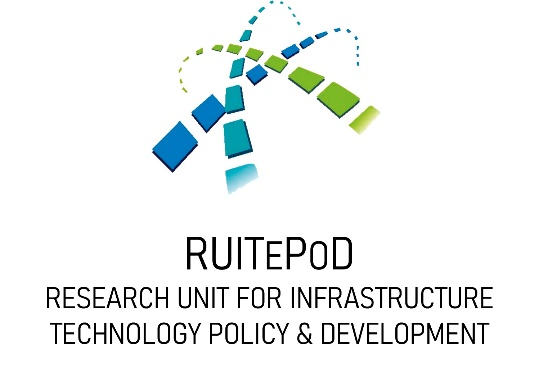 RUITEPOD
RESEARCH UNIT FOR INFRASTRUCTURE
TECHNOLOGY POLICY & DEVELOPMENT